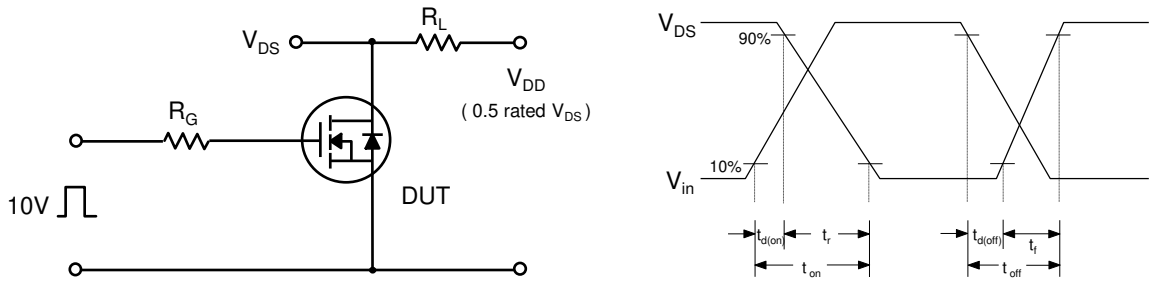 V_DS
R_L
V_DD
( 0.5 rated V_DS )
R_G
10V
DUT
V_DS
90%
10%
V_in
t_d(on)
t_r
t_on
t_d(off)
t_f
t_off